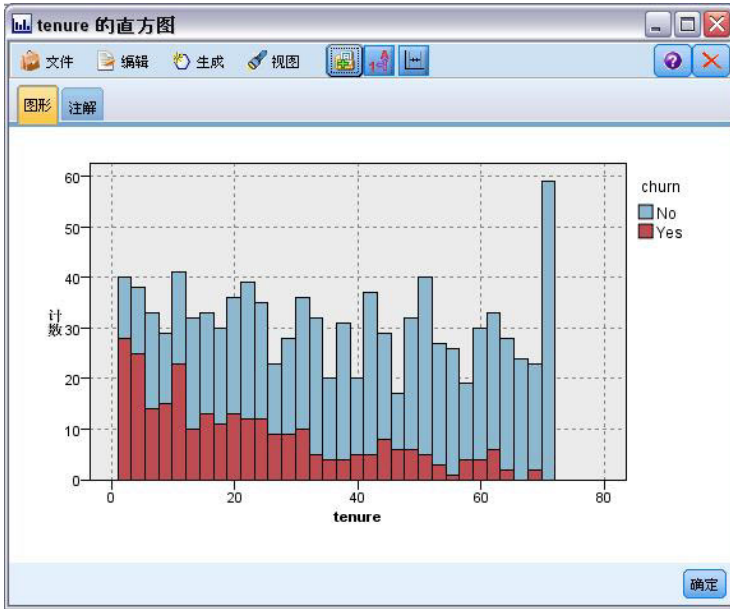 tenure 的直方图
文件 编辑 生成 视图
图形 注解
60
50
40
计数 30
20
10
0
0 20 40 60 80
tenure
churn
No
Yes
确定